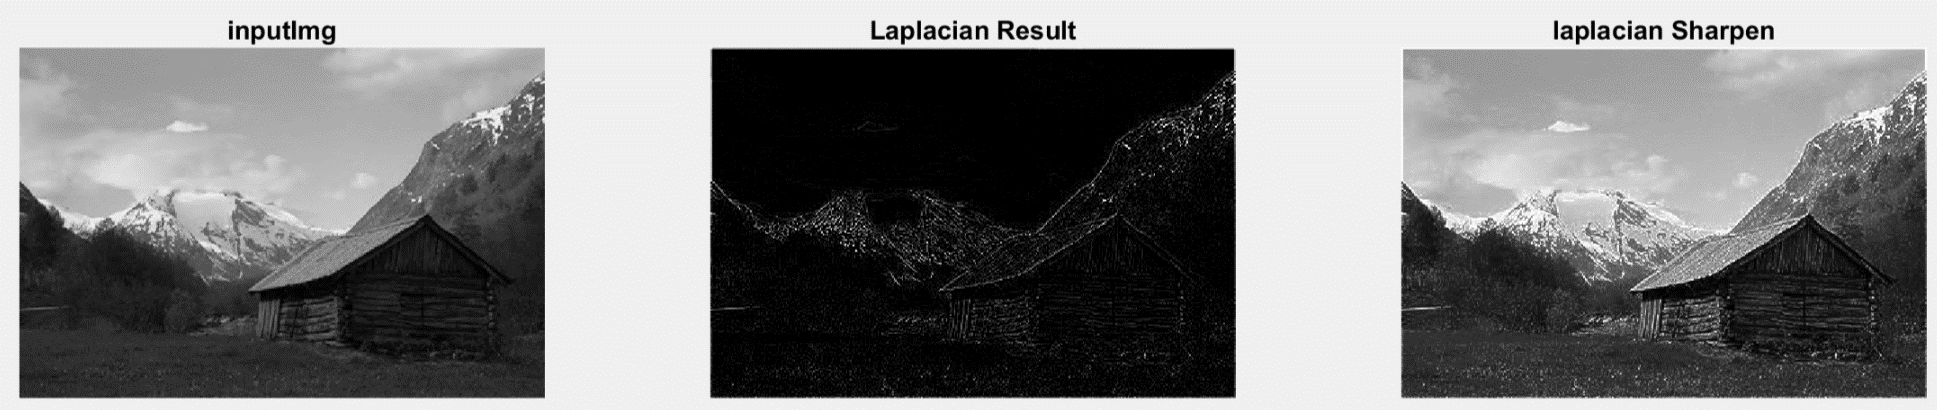 inputImg
Laplacian Result
laplacian Sharpen